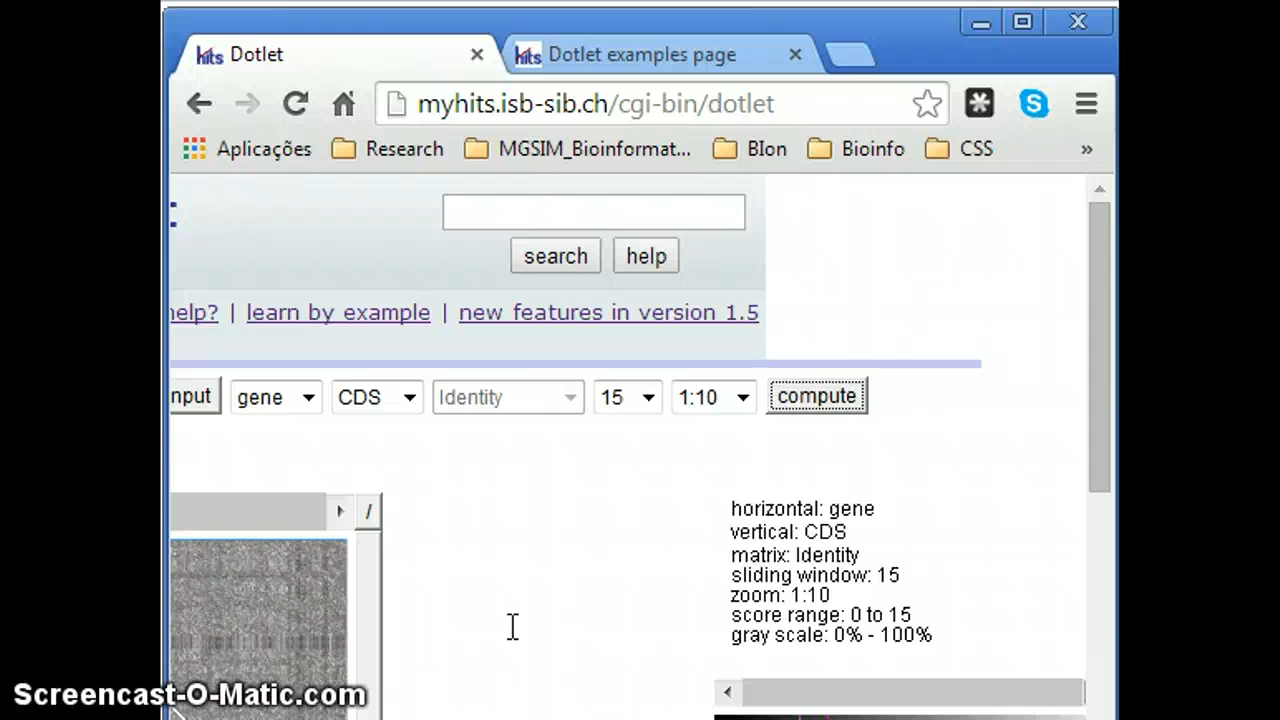 hits Dotlet
hits Dotlet examples page
myhits.isb-sib.ch/cgi-bin/dotlet
Aplicações Research MGSIM_Bioinformat... BIon Bioinfo CSS »
:
search help
help? | learn by example | new features in version 1.5
nput gene CDS Identity 15 1:10 compute
/
horizontal: gene
vertical: CDS
matrix: Identity
sliding window: 15
zoom: 1:10
score range: 0 to 15
gray scale: 0% - 100%
Screencast-O-Matic.com